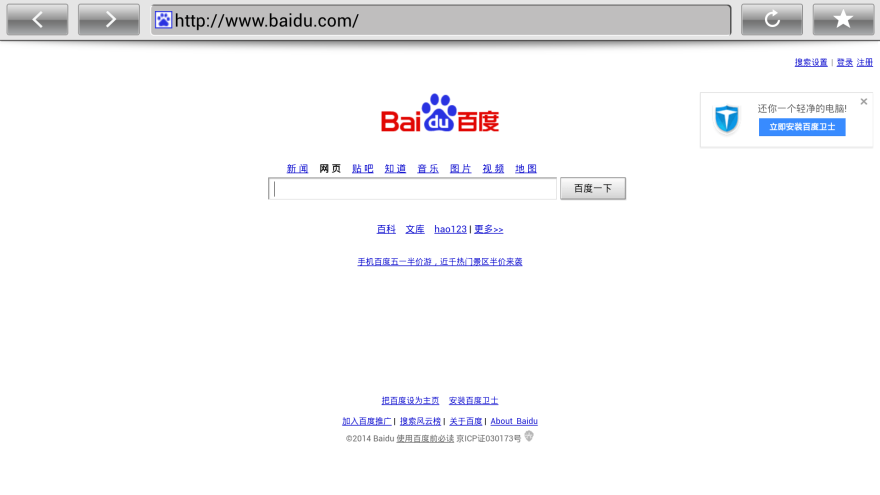 http://www.baidu.com/
搜索设置 | 登录 注册
还你一个轻净的电脑!
立即安装百度卫士
Bai du 百度
新闻 网页 贴吧 知道 音乐 图片 视频 地图
百度一下
百科 文库 hao123 | 更多>>
手机百度五一半价游，近千热门景区半价来袭
把百度设为主页 安装百度卫士
加入百度推广 | 搜索风云榜 | 关于百度 | About Baidu
©2014 Baidu 使用百度前必读 京ICP证030173号